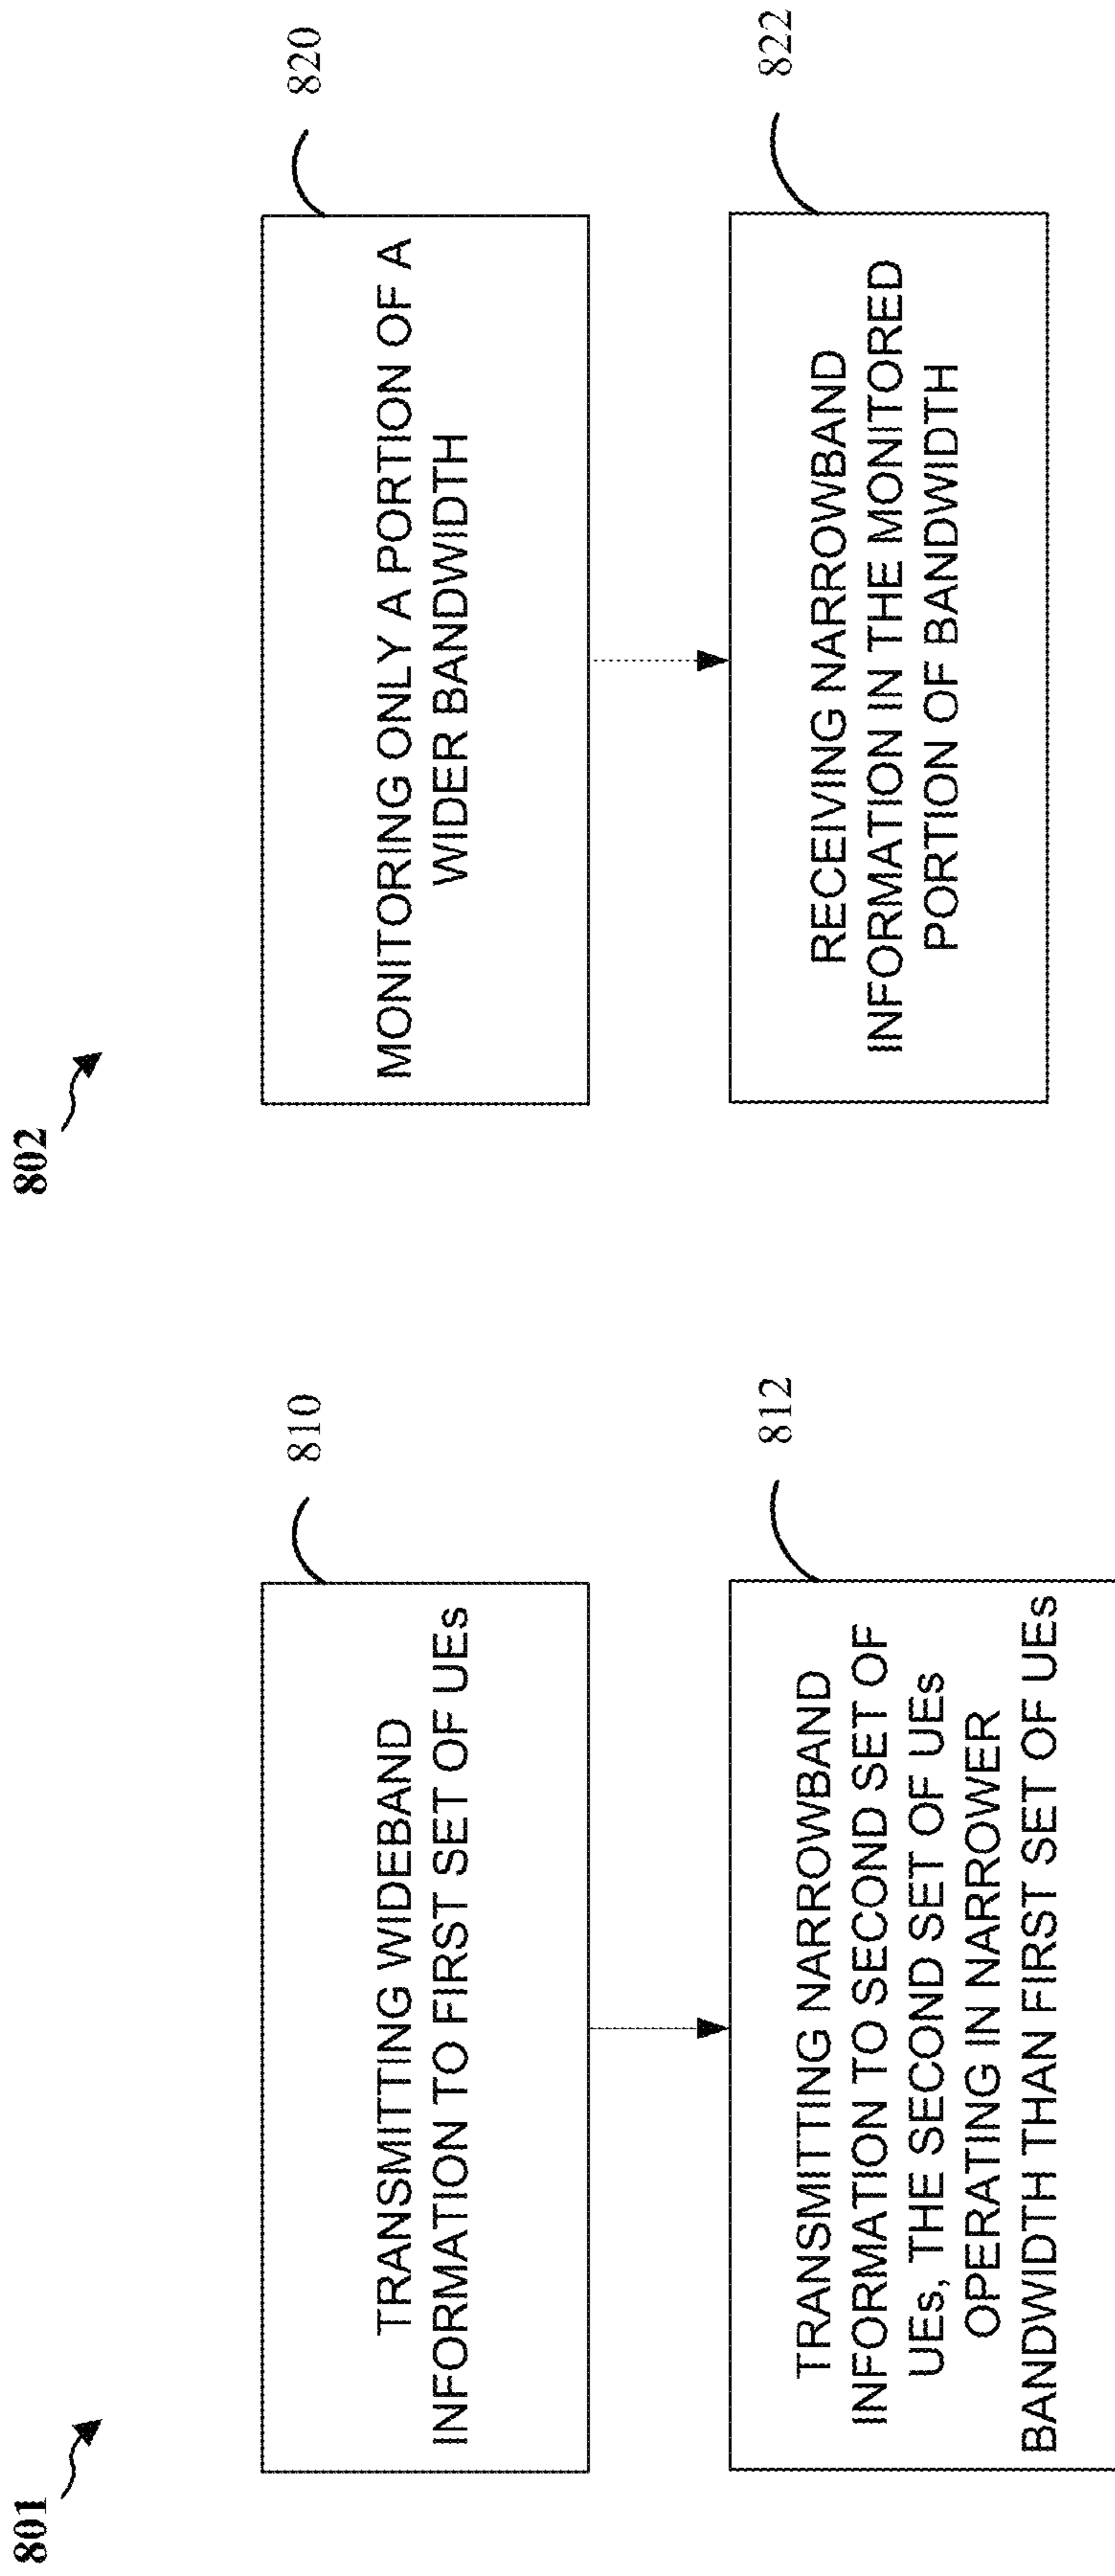 801
810
TRANSMITTING WIDEBAND
INFORMATION TO FIRST SET OF UEs
812
TRANSMITTING NARROWBAND
INFORMATION TO SECOND SET OF
UEs, THE SECOND SET OF UEs
OPERATING IN NARROWER
BANDWIDTH THAN FIRST SET OF UEs
802
820
MONITORING ONLY A PORTION OF A
WIDER BANDWIDTH
822
RECEIVING NARROWBAND
INFORMATION IN THE MONITORED
PORTION OF BANDWIDTH